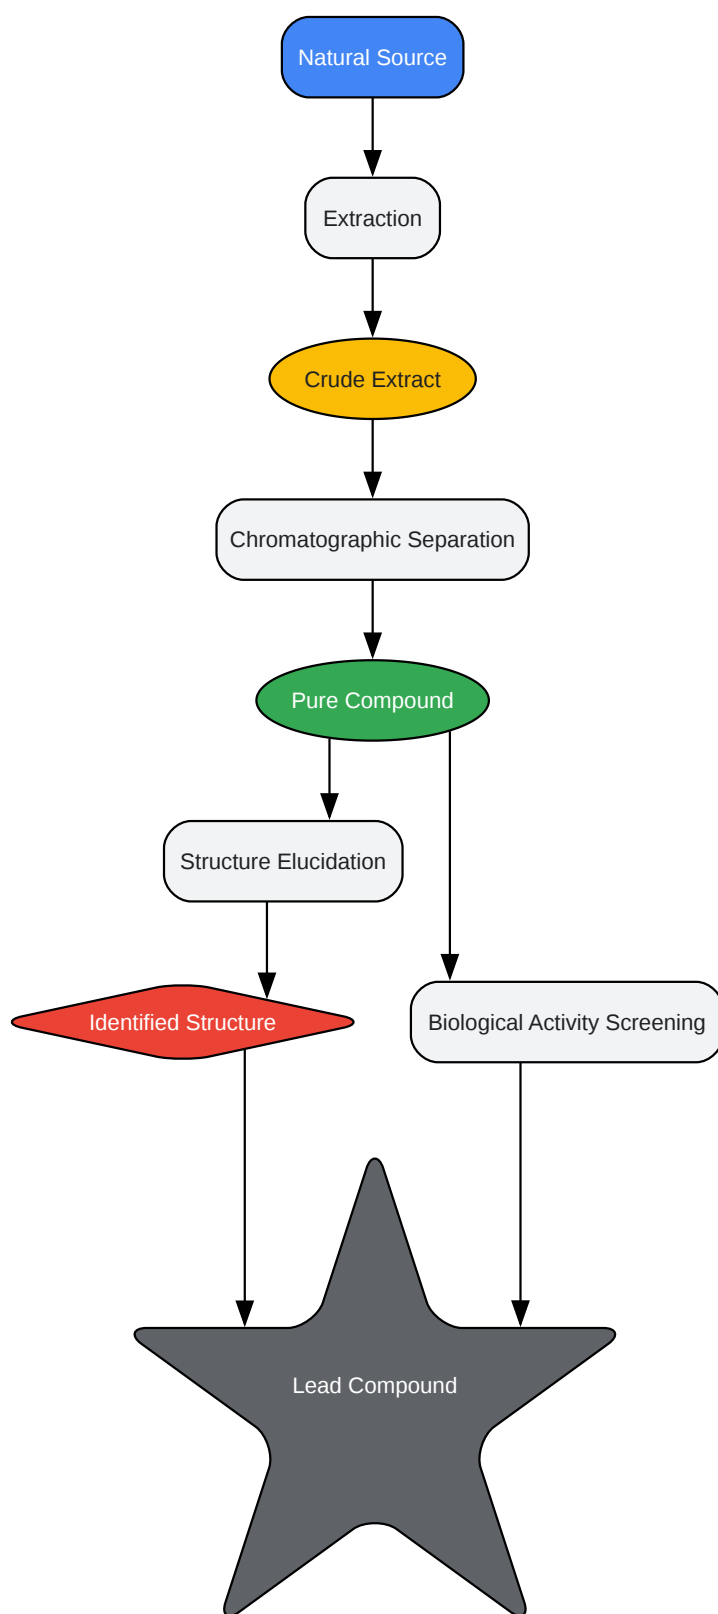 Natural Source
Extraction
Crude Extract
Chromatographic Separation
Pure Compound
Structure Elucidation
Identified Structure
Biological Activity Screening
Lead Compound